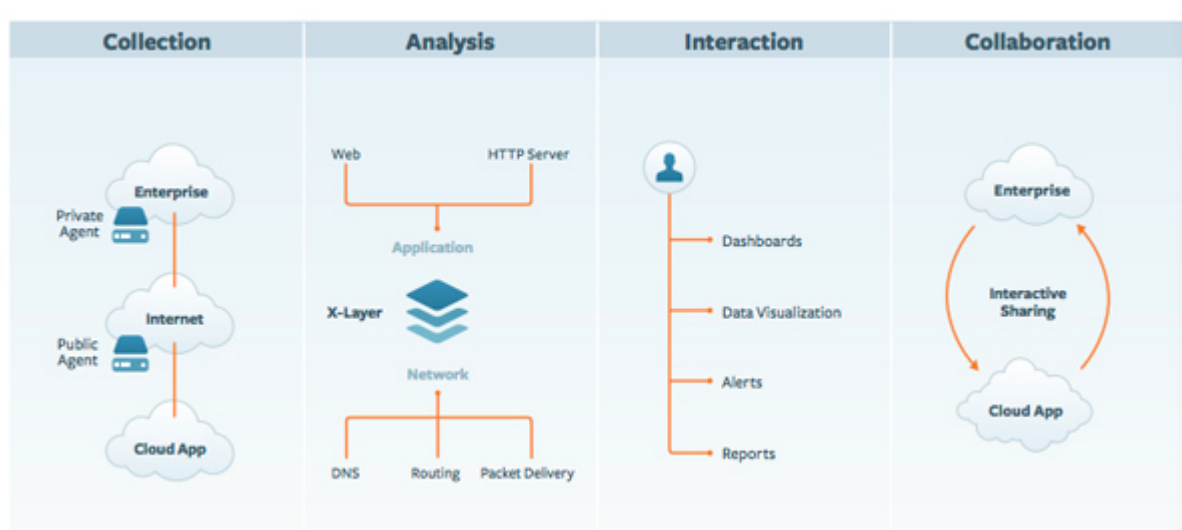 Collection
Analysis
Interaction
Collaboration
Enterprise
Private
Agent
Internet
Public
Agent
Cloud App
Web
HTTP Server
Application
X-Layer
Network
DNS
Routing
Packet Delivery
Dashboards
Data Visualization
Alerts
Reports
Enterprise
Interactive
Sharing
Cloud App